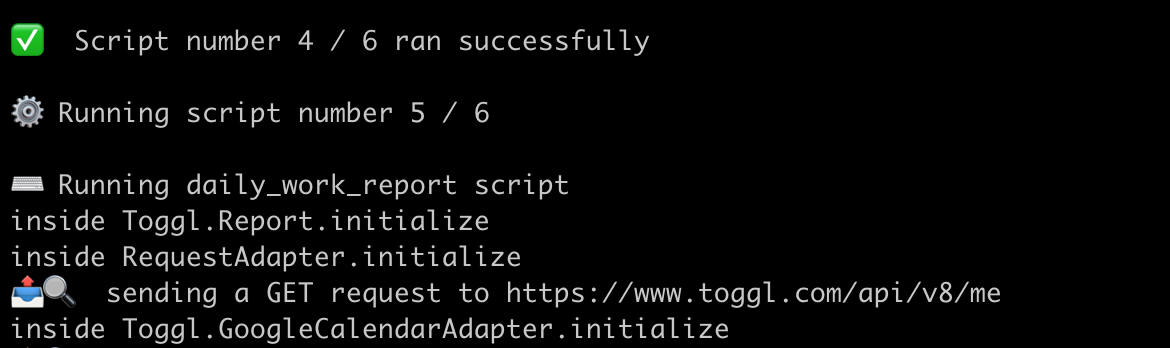 ✅ Script number 4 / 6 ran successfully
⚙️ Running script number 5 / 6
⌨️ Running daily_work_report script
inside Toggl.Report.initialize
inside RequestAdapter.initialize
📤🔍 sending a GET request to https://www.toggl.com/api/v8/me
inside Toggl.GoogleCalendarAdapter.initialize